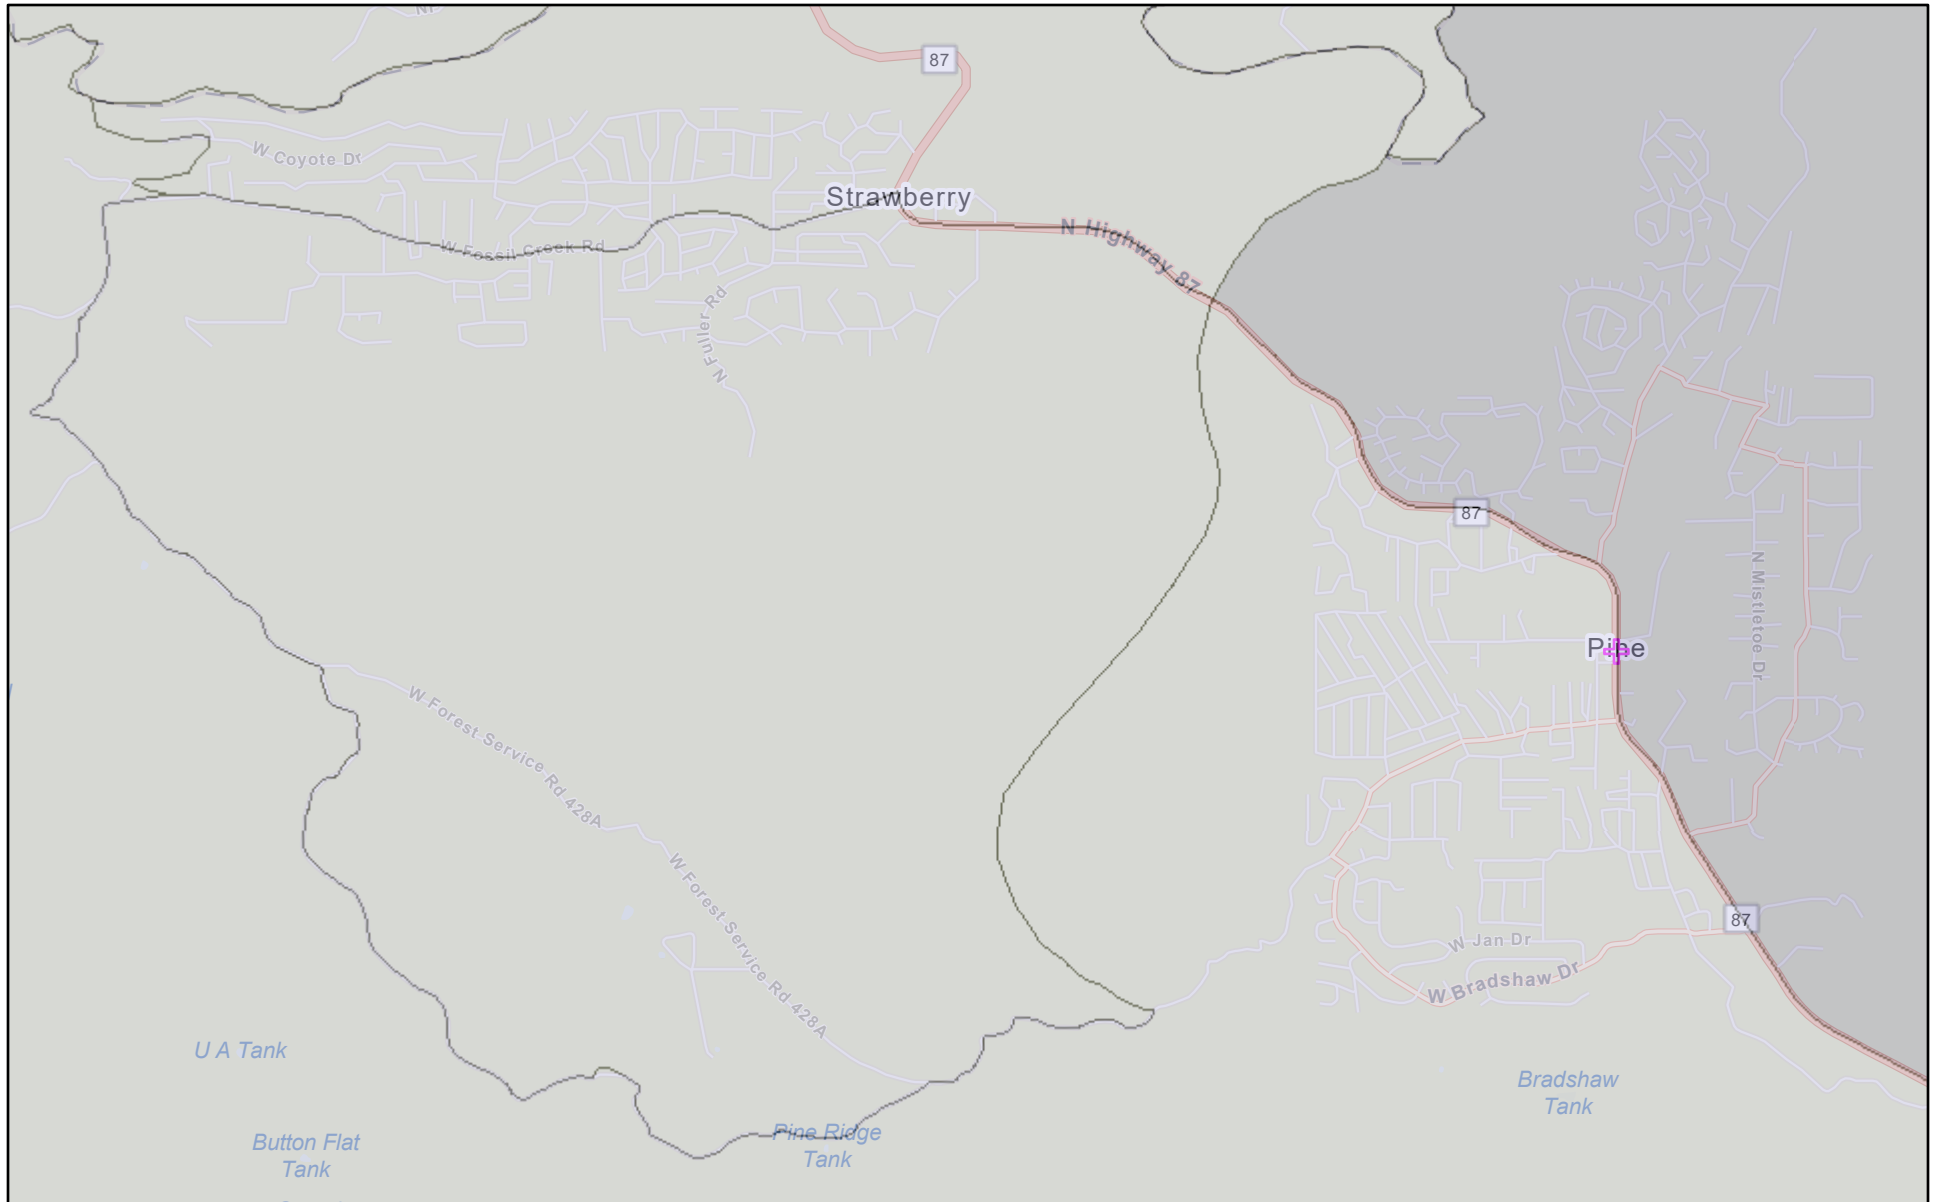 87
W Coyote Dr
Strawberry
N Highway 87
W Fossil Creek Rd
N Fuller Rd
87
N Mistletoe Dr
Pine
W Forest Service Rd 428A
W Forest Service Rd 428A
87
W Jan Dr
W Bradshaw Dr
U A Tank
Bradshaw
Tank
Button Flat
Tank
Pine Ridge
Tank